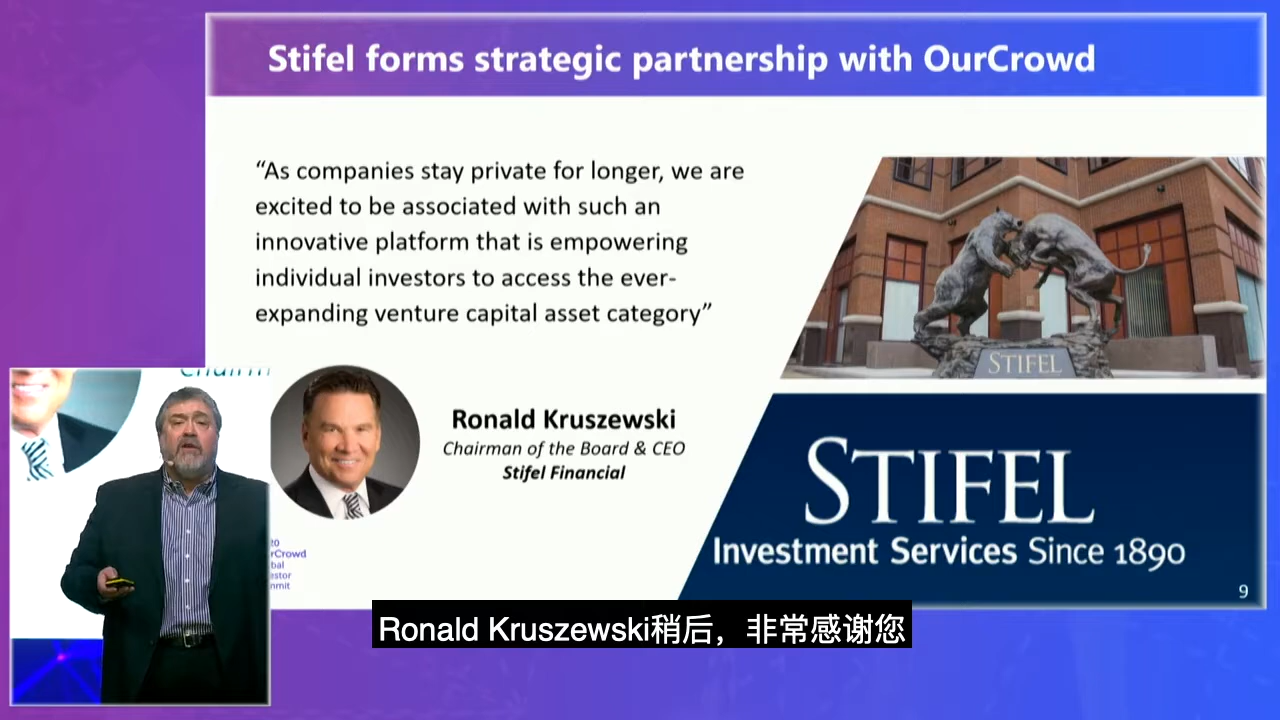 Stifel forms strategic partnership with OurCrowd
“As companies stay private for longer, we are
excited to be associated with such an
innovative platform that is empowering
individual investors to access the ever-
expanding venture capital asset category”
STIFEL
Ronald Kruszewski
Chairman of the Board & CEO
Stifel Financial
STIFEL
Investment Services Since 1890
9
Ronald Kruszewski稍后，非常感谢您